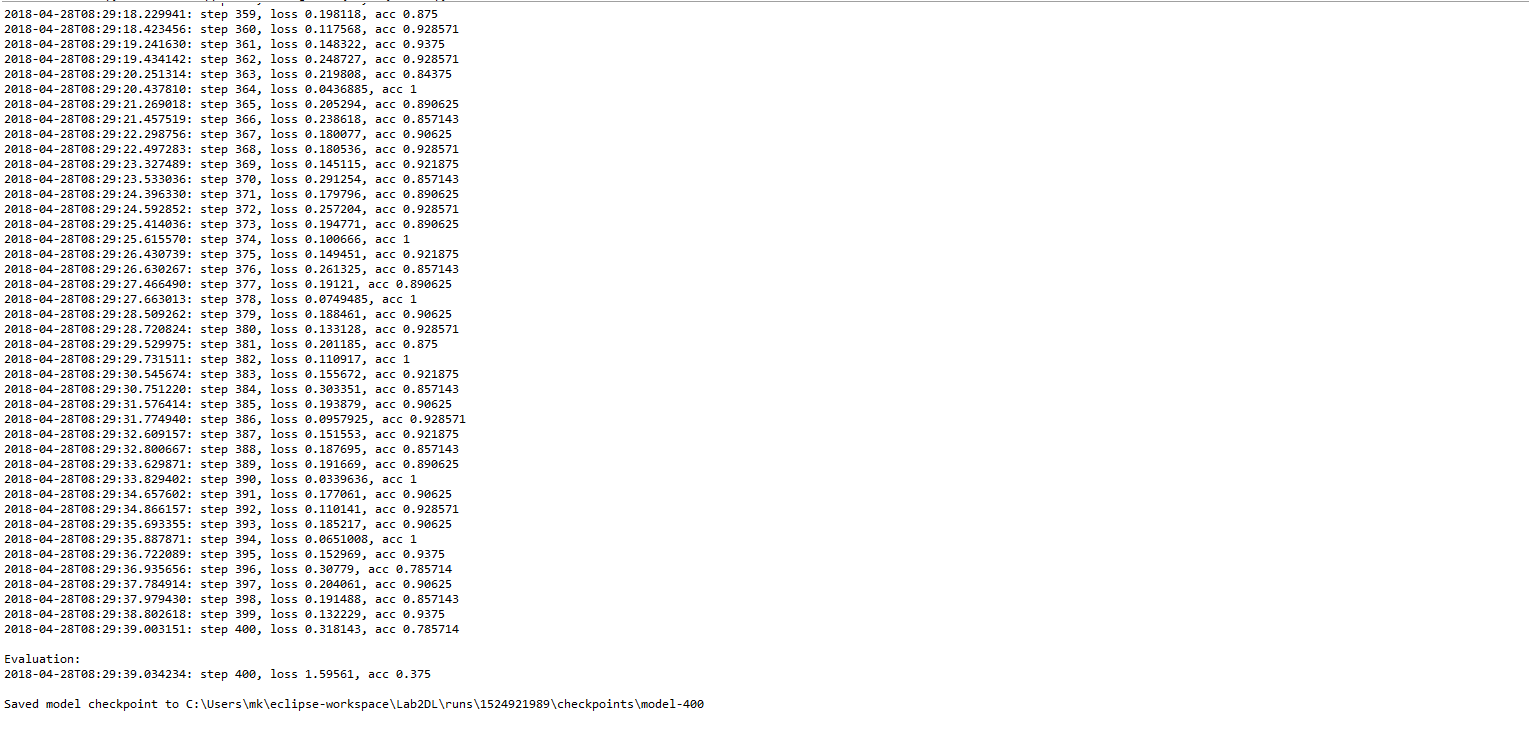 2018-04-28T08:29:18.229941: step 359, loss 0.198118, acc 0.875
2018-04-28T08:29:18.423456: step 360, loss 0.117568, acc 0.928571
2018-04-28T08:29:19.241630: step 361, loss 0.148322, acc 0.9375
2018-04-28T08:29:19.434142: step 362, loss 0.248727, acc 0.928571
2018-04-28T08:29:20.251314: step 363, loss 0.219808, acc 0.84375
2018-04-28T08:29:20.437810: step 364, loss 0.0436885, acc 1
2018-04-28T08:29:21.269018: step 365, loss 0.205294, acc 0.890625
2018-04-28T08:29:21.457519: step 366, loss 0.238618, acc 0.857143
2018-04-28T08:29:22.298756: step 367, loss 0.180077, acc 0.90625
2018-04-28T08:29:22.497283: step 368, loss 0.180536, acc 0.928571
2018-04-28T08:29:23.327489: step 369, loss 0.145115, acc 0.921875
2018-04-28T08:29:23.533036: step 370, loss 0.291254, acc 0.857143
2018-04-28T08:29:24.396330: step 371, loss 0.179796, acc 0.890625
2018-04-28T08:29:24.592852: step 372, loss 0.257204, acc 0.928571
2018-04-28T08:29:25.414036: step 373, loss 0.194771, acc 0.890625
2018-04-28T08:29:25.615570: step 374, loss 0.100666, acc 1
2018-04-28T08:29:26.430739: step 375, loss 0.149451, acc 0.921875
2018-04-28T08:29:26.630267: step 376, loss 0.261325, acc 0.857143
2018-04-28T08:29:27.466490: step 377, loss 0.19121, acc 0.890625
2018-04-28T08:29:27.663013: step 378, loss 0.0749485, acc 1
2018-04-28T08:29:28.509262: step 379, loss 0.188461, acc 0.90625
2018-04-28T08:29:28.720824: step 380, loss 0.133128, acc 0.928571
2018-04-28T08:29:29.529975: step 381, loss 0.201185, acc 0.875
2018-04-28T08:29:29.731511: step 382, loss 0.110917, acc 1
2018-04-28T08:29:30.545674: step 383, loss 0.155672, acc 0.921875
2018-04-28T08:29:30.751220: step 384, loss 0.303351, acc 0.857143
2018-04-28T08:29:31.576414: step 385, loss 0.193879, acc 0.90625
2018-04-28T08:29:31.774940: step 386, loss 0.0957925, acc 0.928571
2018-04-28T08:29:32.609157: step 387, loss 0.151553, acc 0.921875
2018-04-28T08:29:32.800667: step 388, loss 0.187695, acc 0.857143
2018-04-28T08:29:33.629871: step 389, loss 0.191669, acc 0.890625
2018-04-28T08:29:33.829402: step 390, loss 0.0339636, acc 1
2018-04-28T08:29:34.657602: step 391, loss 0.177061, acc 0.90625
2018-04-28T08:29:34.866157: step 392, loss 0.110141, acc 0.928571
2018-04-28T08:29:35.693355: step 393, loss 0.185217, acc 0.90625
2018-04-28T08:29:35.887871: step 394, loss 0.0651008, acc 1
2018-04-28T08:29:36.722089: step 395, loss 0.152969, acc 0.9375
2018-04-28T08:29:36.935656: step 396, loss 0.30779, acc 0.785714
2018-04-28T08:29:37.784914: step 397, loss 0.204061, acc 0.90625
2018-04-28T08:29:37.979430: step 398, loss 0.191488, acc 0.857143
2018-04-28T08:29:38.802618: step 399, loss 0.132229, acc 0.9375
2018-04-28T08:29:39.003151: step 400, loss 0.318143, acc 0.785714
Evaluation:
2018-04-28T08:29:39.034234: step 400, loss 1.59561, acc 0.375
Saved model checkpoint to C:\Users\mk\eclipse-workspace\Lab2DL\runs\1524921989\checkpoints\model-400